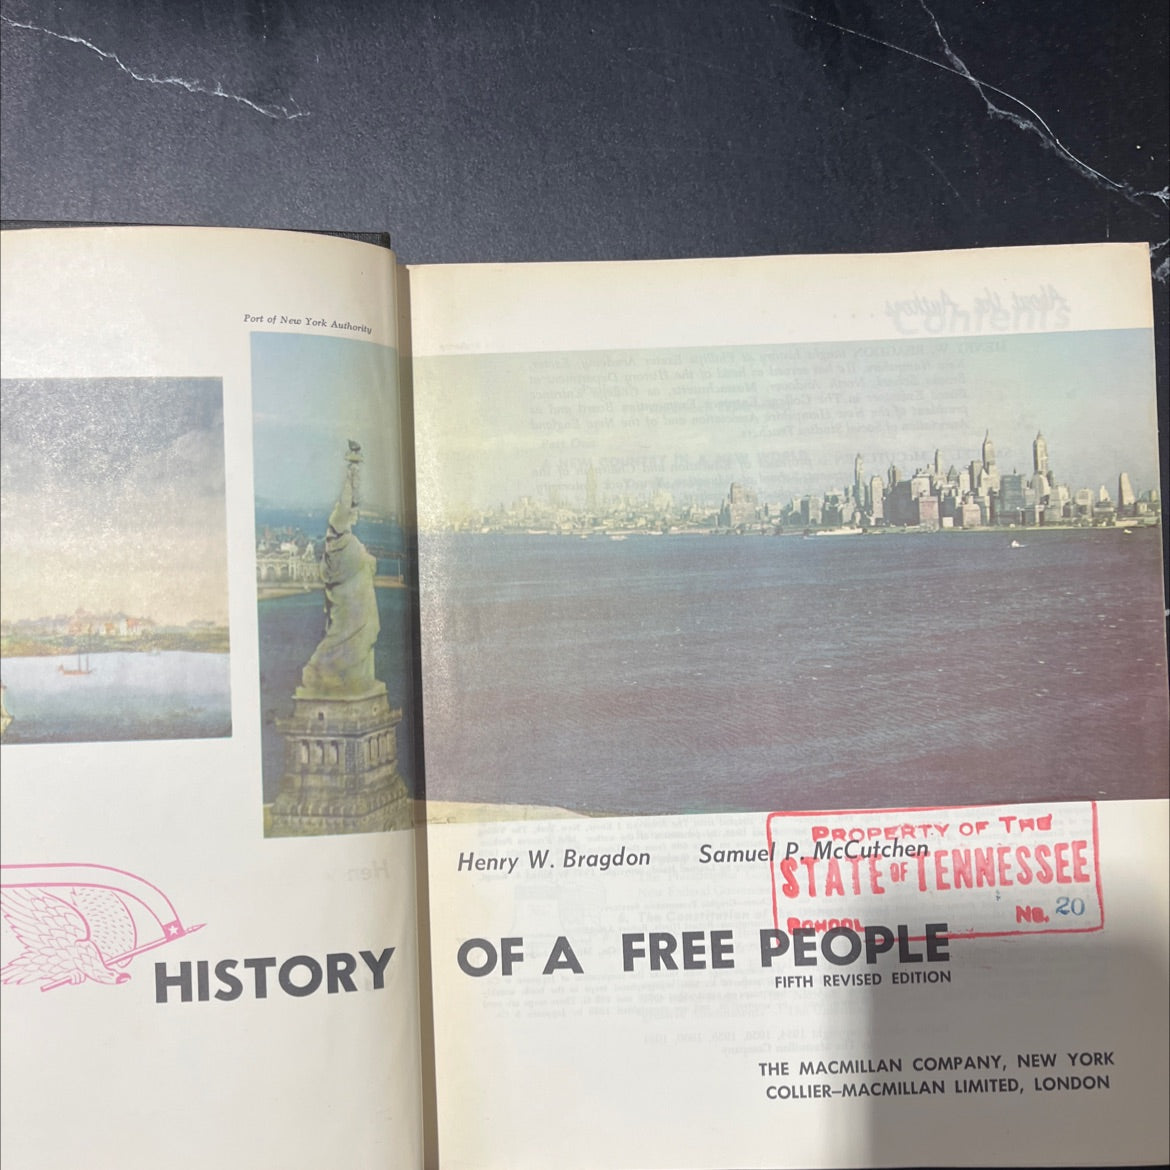 Port of New York Authority
Henry W. Bragdon Samuel P. McCutchen
PROPERTY OF THE
STATE OF TENNESSEE
SCHOOL No. 20
HISTORY OF A FREE PEOPLE
FIFTH REVISED EDITION
THE MACMILLAN COMPANY, NEW YORK
COLLIER–MACMILLAN LIMITED, LONDON